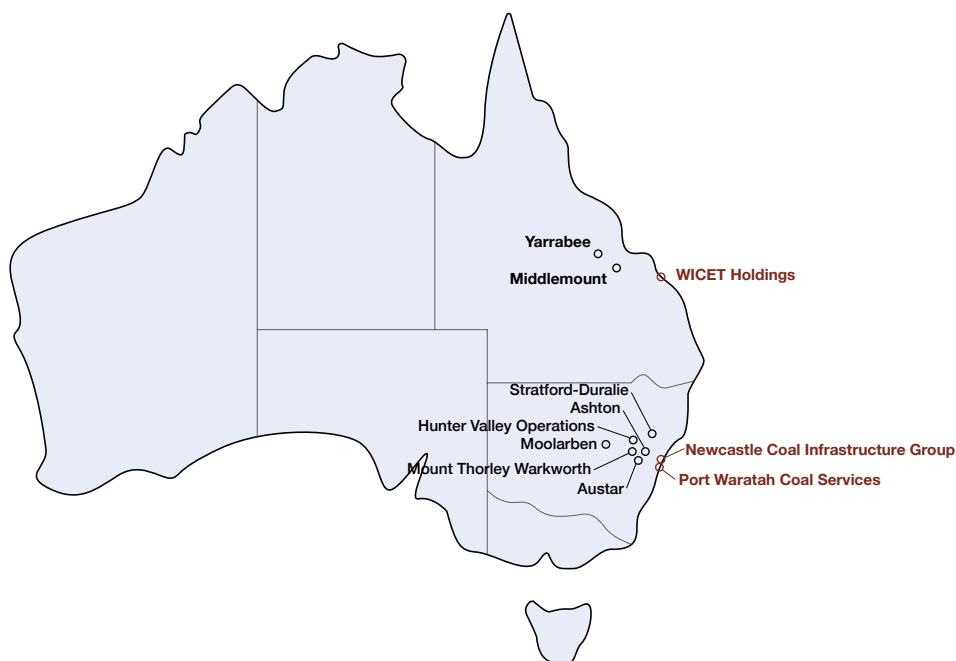 Yarrabee
Middlemount
WICET Holdings
Stratford-Duralie
Ashton
Hunter Valley Operations
Moolarben
Newcastle Coal Infrastructure Group
Mount Thorley Warkworth
Port Waratah Coal Services
Austar